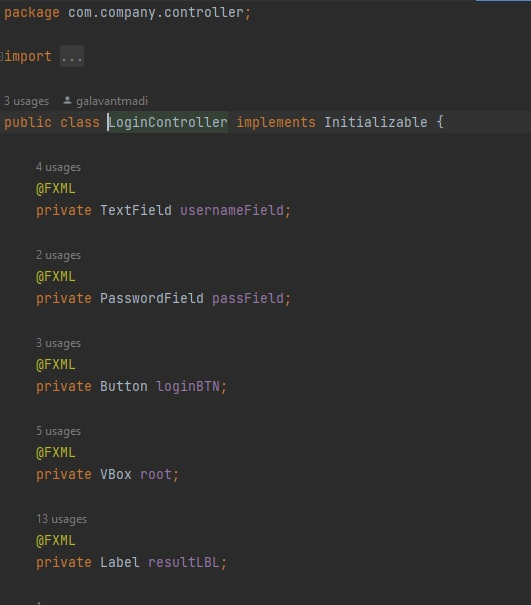 package com.company.controller;
import ...
3 usages galavantmadi
public class LoginController implements Initializable {
4 usages
@FXML
private TextField usernameField;
2 usages
@FXML
private PasswordField passField;
3 usages
@FXML
private Button loginBTN;
5 usages
@FXML
private VBox root;
13 usages
@FXML
private Label resultLBL;